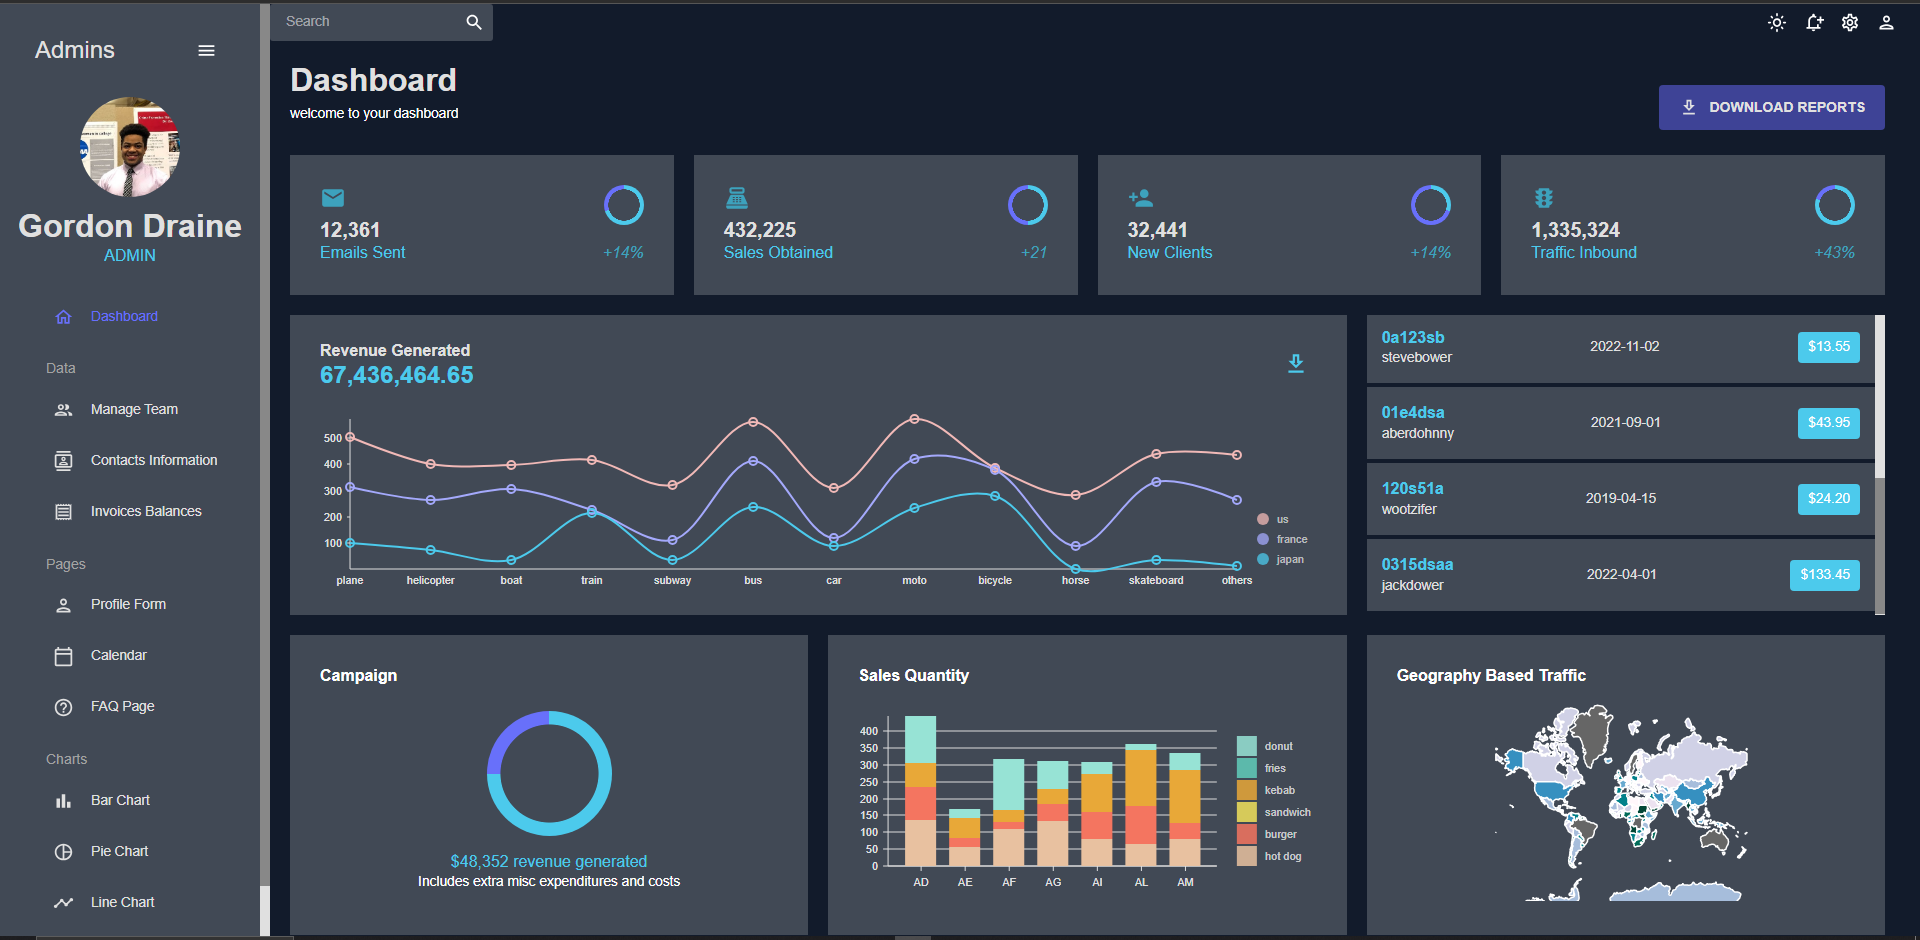 Search
Admins
Gordon Draine
ADMIN
Dashboard
Data
Manage Team
Contacts Information
Invoices Balances
Pages
Profile Form
Calendar
FAQ Page
Charts
Bar Chart
Pie Chart
Line Chart
Dashboard
welcome to your dashboard
DOWNLOAD REPORTS
12,361
Emails Sent
+14%
432,225
Sales Obtained
+21
32,441
New Clients
+14%
1,335,324
Traffic Inbound
+43%
Revenue Generated
67,436,464.65
500
400
300
200
100
plane helicopter boat train subway bus car moto bicycle horse skateboard others
us
france
japan
0a123sb
stevebower
2022-11-02
$13.55
01e4dsa
aberdohnny
2021-09-01
$43.95
120s51a
wootzifer
2019-04-15
$24.20
0315dsaa
jackdower
2022-04-01
$133.45
Campaign
$48,352 revenue generated
Includes extra misc expenditures and costs
Sales Quantity
400
350
300
250
200
150
100
50
0
AD AE AF AG AI AL AM
donut
fries
kebab
sandwich
burger
hot dog
Geography Based Traffic